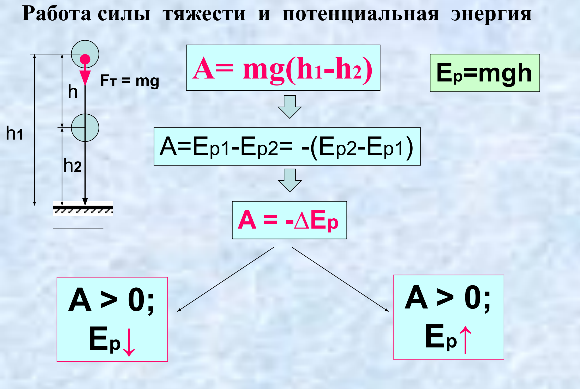 Работа силы тяжести и потенциальная энергия
A= mg(h1-h2)
Ep=mgh
Fт = mg
h
h1
h2
A=Ep1-Ep2= -(Ep2-Ep1)
A = -∆Ep
A > 0;
Ep↓
A > 0;
Ep↑